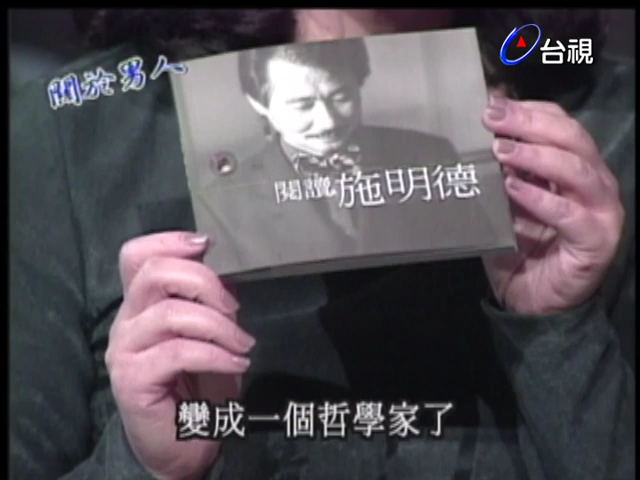 台視
關於男人
閱讀施明德
變成一個哲學家了